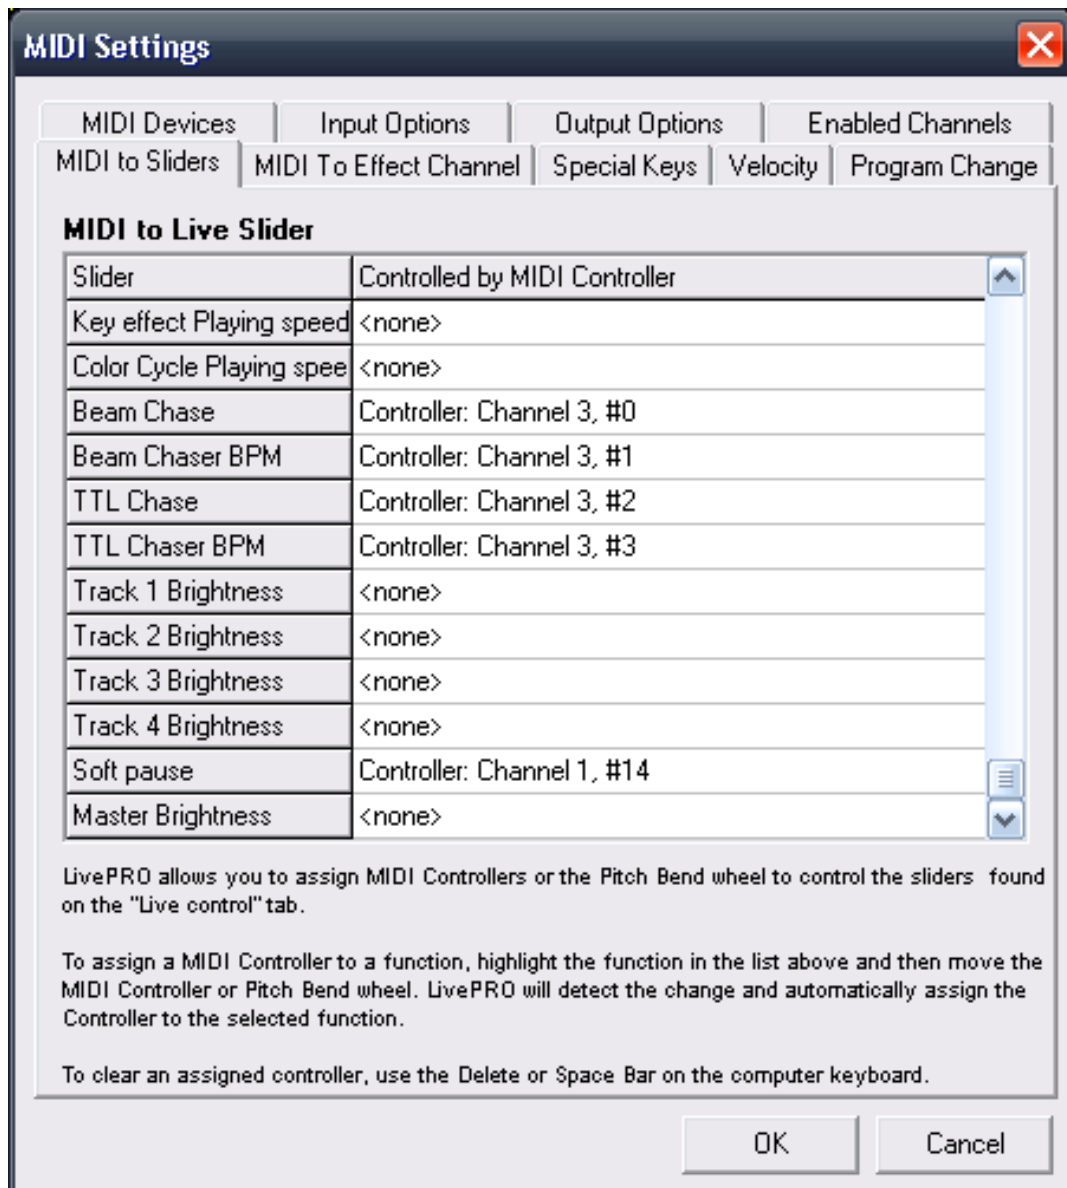 MIDI Settings
MIDI Devices Input Options Output Options Enabled Channels
MIDI to Sliders MIDI To Effect Channel Special Keys Velocity Program Change
MIDI to Live Slider
Slider Controlled by MIDI Controller
Key effect Playing speed <none>
Color Cycle Playing spee <none>
Beam Chase Controller: Channel 3, #0
Beam Chaser BPM Controller: Channel 3, #1
TTL Chase Controller: Channel 3, #2
TTL Chaser BPM Controller: Channel 3, #3
Track 1 Brightness <none>
Track 2 Brightness <none>
Track 3 Brightness <none>
Track 4 Brightness <none>
Soft pause Controller: Channel 1, #14
Master Brightness <none>
LivePRO allows you to assign MIDI Controllers or the Pitch Bend wheel to control the sliders found
on the "Live control" tab.
To assign a MIDI Controller to a function, highlight the function in the list above and then move the
MIDI Controller or Pitch Bend wheel. LivePRO will detect the change and automatically assign the
Controller to the selected function.
To clear an assigned controller, use the Delete or Space Bar on the computer keyboard.
OK Cancel